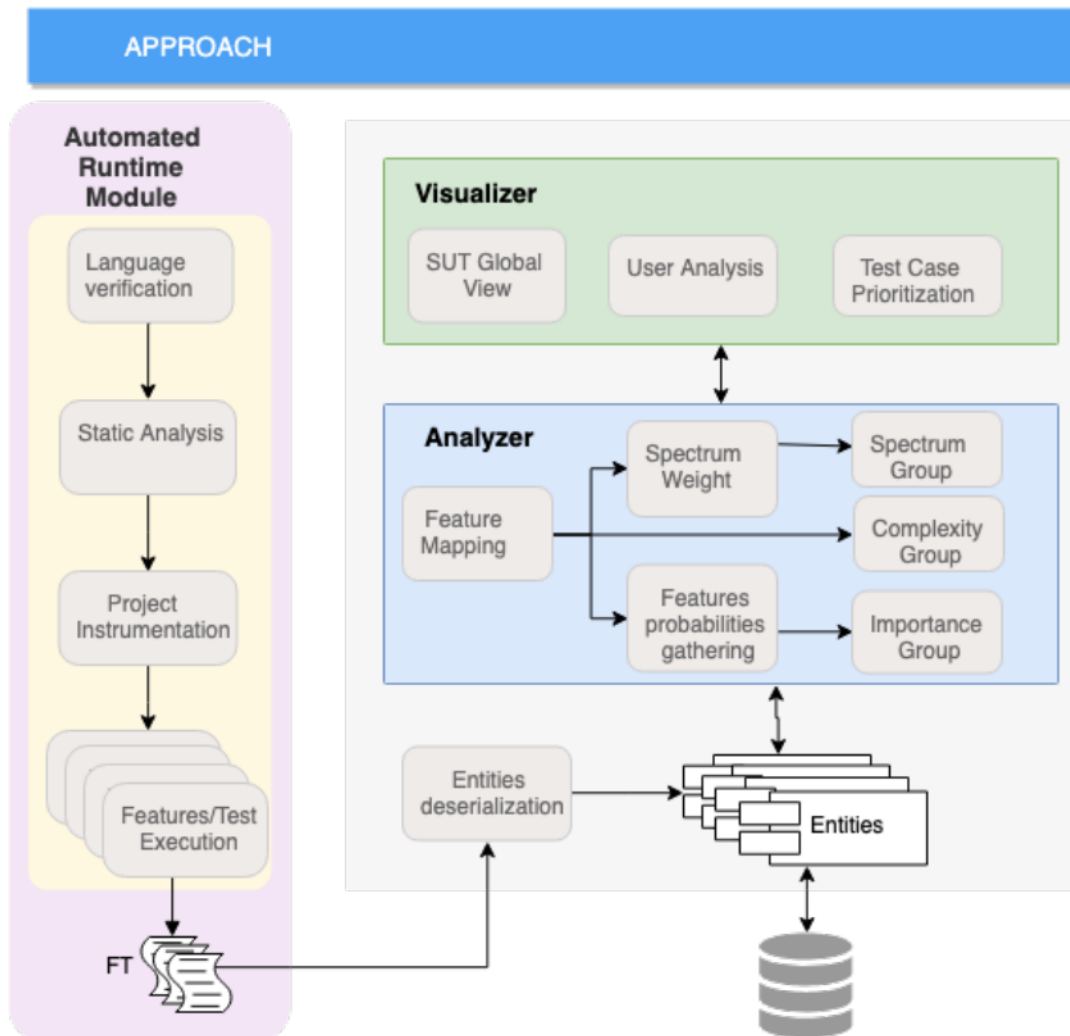 APPROACH
Automated
Runtime
Module
Language
verification
Static Analysis
Project
Instrumentation
Features/Test
Execution
FT
Visualizer
SUT Global
View
User Analysis
Test Case
Prioritization
Analyzer
Feature
Mapping
Spectrum
Weight
Spectrum
Group
Complexity
Group
Features
probabilities
gathering
Importance
Group
Entities
deserialization
Entities